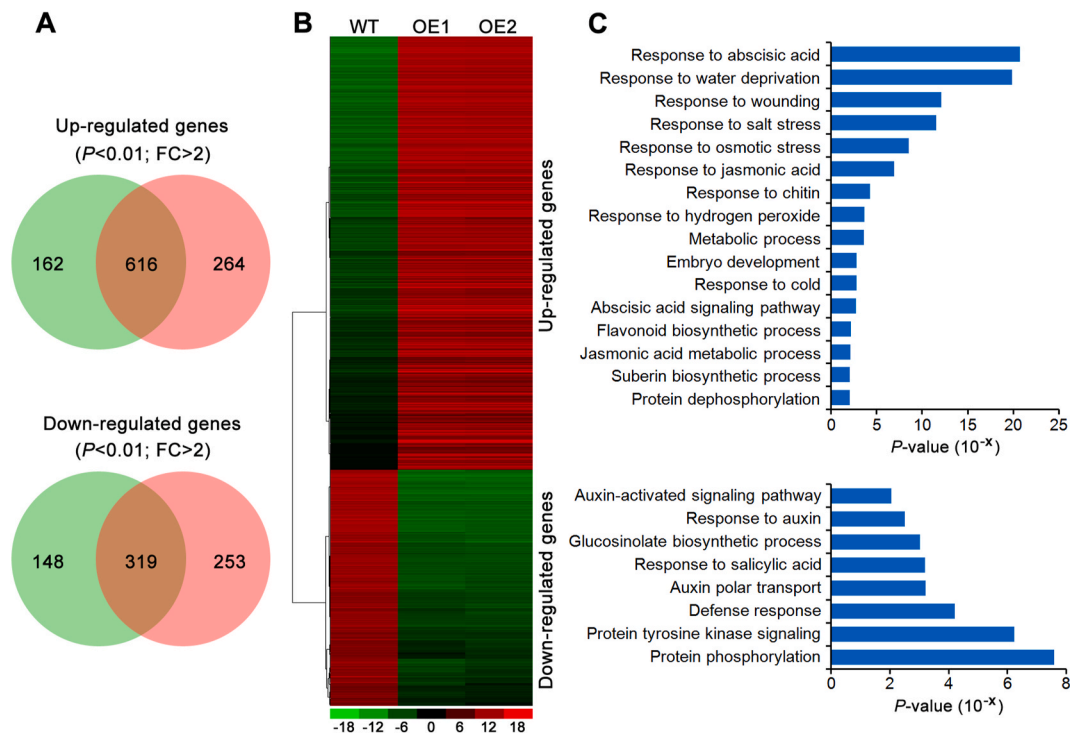 A
Up-regulated genes
(P<0.01; FC>2)
162
616
264
Down-regulated genes
(P<0.01; FC>2)
148
319
253
B
WT OE1 OE2
Up-regulated genes
Down-regulated genes
-18 -12 -6 0 6 12 18
C
Response to abscisic acid
Response to water deprivation
Response to wounding
Response to salt stress
Response to osmotic stress
Response to jasmonic acid
Response to chitin
Response to hydrogen peroxide
Metabolic process
Embryo development
Response to cold
Abscisic acid signaling pathway
Flavonoid biosynthetic process
Jasmonic acid metabolic process
Suberin biosynthetic process
Protein dephosphorylation
0 5 10 15 20 25
P-value (10⁻ˣ)
Auxin-activated signaling pathway
Response to auxin
Glucosinolate biosynthetic process
Response to salicylic acid
Auxin polar transport
Defense response
Protein tyrosine kinase signaling
Protein phosphorylation
0 2 4 6 8
P-value (10⁻ˣ)